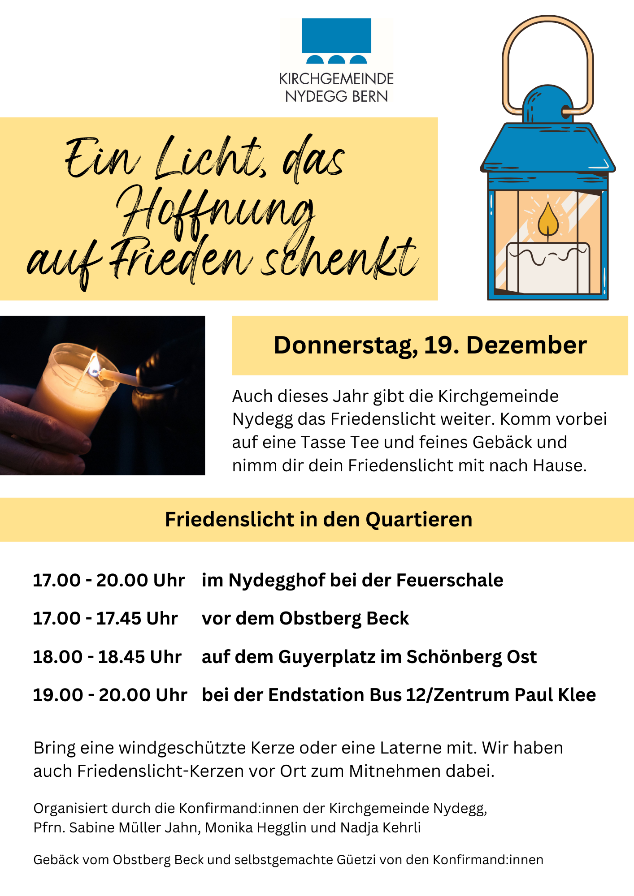 KIRCHGEMEINDE
NYDEGG BERN
Ein Licht, das
Hoffnung
auf Frieden schenkt
Donnerstag, 19. Dezember
Auch dieses Jahr gibt die Kirchgemeinde
Nydegg das Friedenslicht weiter. Komm vorbei
auf eine Tasse Tee und feines Gebäck und
nimm dir dein Friedenslicht mit nach Hause.
Friedenslicht in den Quartieren
17.00 - 20.00 Uhr im Nydegghof bei der Feuerschale
17.00 - 17.45 Uhr vor dem Obstberg Beck
18.00 - 18.45 Uhr auf dem Guyerplatz im Schönberg Ost
19.00 - 20.00 Uhr bei der Endstation Bus 12/Zentrum Paul Klee
Bring eine windgeschützte Kerze oder eine Laterne mit. Wir haben
auch Friedenslicht-Kerzen vor Ort zum Mitnehmen dabei.
Organisiert durch die Konfirmand:innen der Kirchgemeinde Nydegg,
Pfrn. Sabine Müller Jahn, Monika Hegglin und Nadja Kehrli
Gebäck vom Obstberg Beck und selbstgemachte Güetzi von den Konfirmand:innen